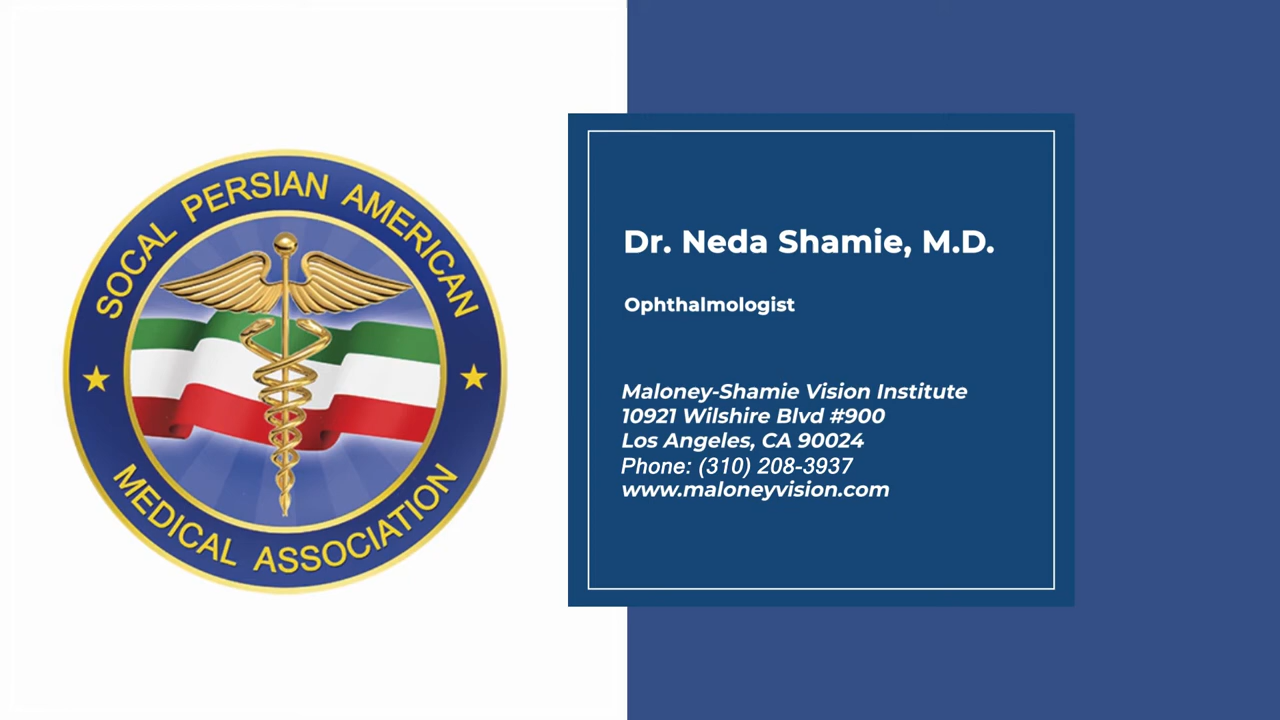 SOCAL PERSIAN AMERICAN
MEDICAL ASSOCIATION
Dr. Neda Shamie, M.D.
Ophthalmologist
Maloney-Shamie Vision Institute
10921 Wilshire Blvd #900
Los Angeles, CA 90024
Phone: (310) 208-3937
www.maloneyvision.com